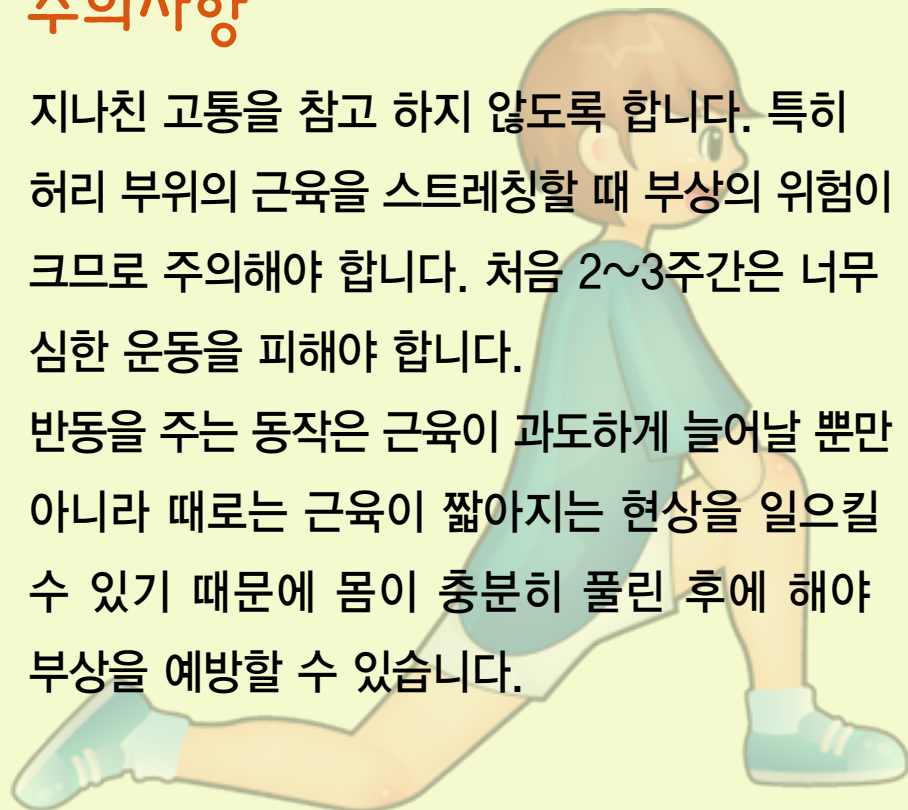 주의사항
지나친 고통을 참고 하지 않도록 합니다. 특히
허리 부위의 근육을 스트레칭할 때 부상의 위험이
크므로 주의해야 합니다. 처음 2~3주간은 너무
심한 운동을 피해야 합니다.
반동을 주는 동작은 근육이 과도하게 늘어날 뿐만
아니라 때로는 근육이 짧아지는 현상을 일으킬
수 있기 때문에 몸이 충분히 풀린 후에 해야
부상을 예방할 수 있습니다.